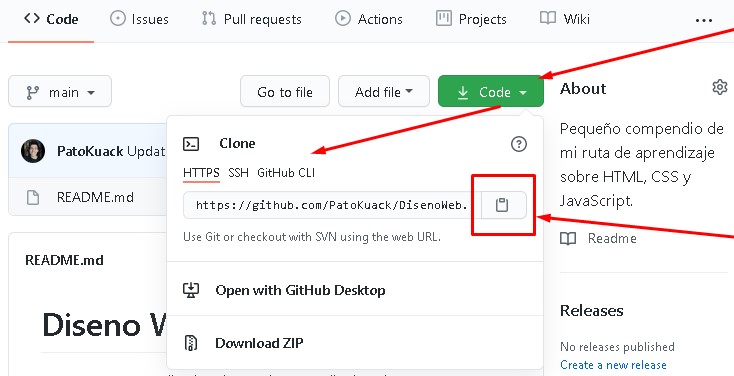 Code Issues Pull requests Actions Projects Wiki ...
main Go to file Add file Code
About
Pequeño compendio de
mi ruta de aprendizaje
sobre HTML, CSS y
JavaScript.
Readme
Releases
No releases published
Create a new release
PatoKuack Updat
README.md
README.md
Diseno W
Clone
HTTPS SSH GitHub CLI
https://github.com/PatoKuack/DisenoWeb.
Use Git or checkout with SVN using the web URL.
Open with GitHub Desktop
Download ZIP